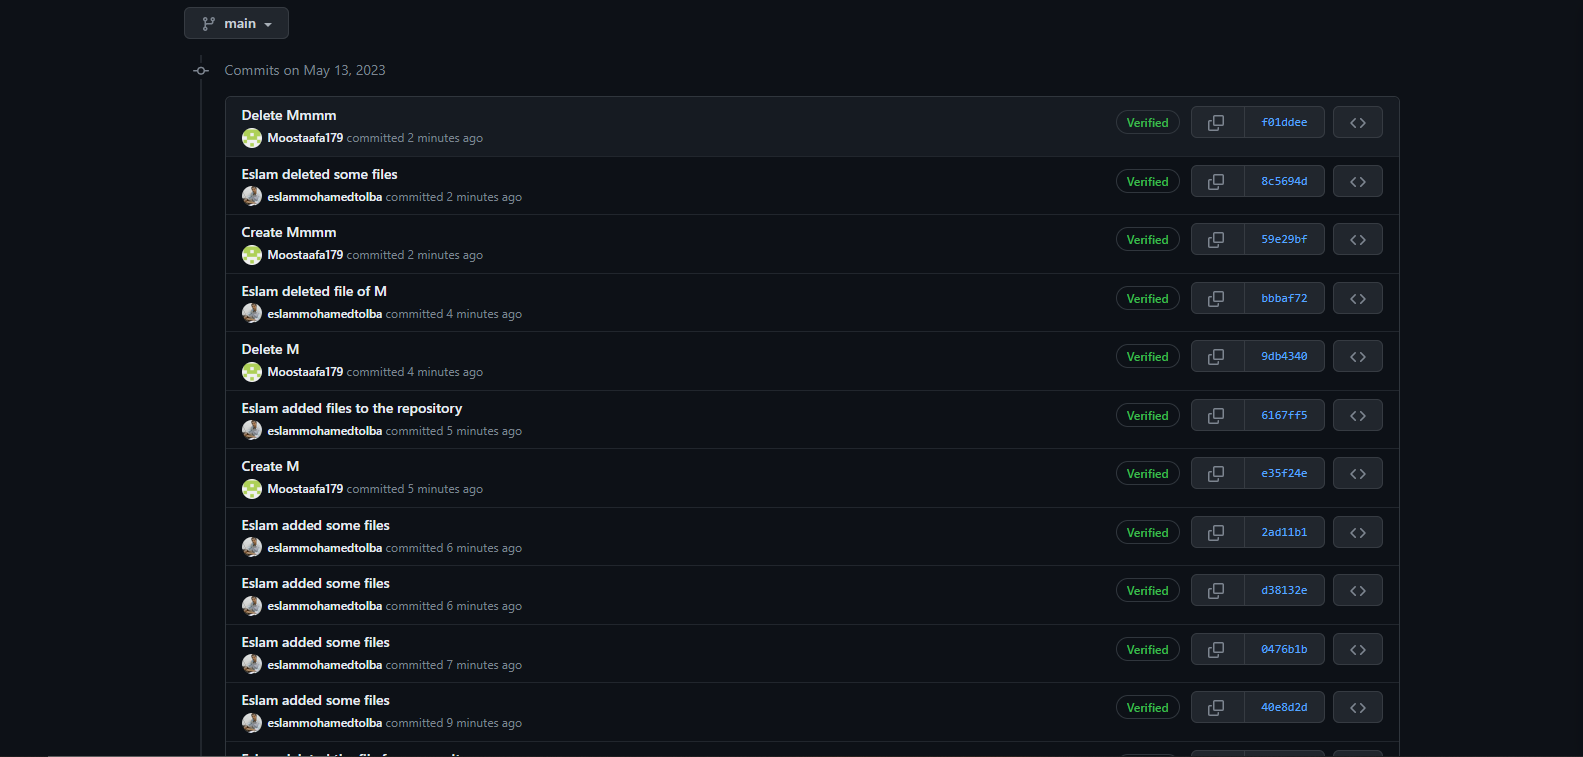 main
Commits on May 13, 2023
Delete Mmmm
Moostaafa179 committed 2 minutes ago
Verified
f01ddee
Eslam deleted some files
eslammohamedtolba committed 2 minutes ago
Verified
8c5694d
Create Mmmm
Moostaafa179 committed 2 minutes ago
Verified
59e29bf
Eslam deleted file of M
eslammohamedtolba committed 4 minutes ago
Verified
bbbaf72
Delete M
Moostaafa179 committed 4 minutes ago
Verified
9db4340
Eslam added files to the repository
eslammohamedtolba committed 5 minutes ago
Verified
6167ff5
Create M
Moostaafa179 committed 5 minutes ago
Verified
e35f24e
Eslam added some files
eslammohamedtolba committed 6 minutes ago
Verified
2ad11b1
Eslam added some files
eslammohamedtolba committed 6 minutes ago
Verified
d38132e
Eslam added some files
eslammohamedtolba committed 7 minutes ago
Verified
0476b1b
Eslam added some files
eslammohamedtolba committed 9 minutes ago
Verified
40e8d2d